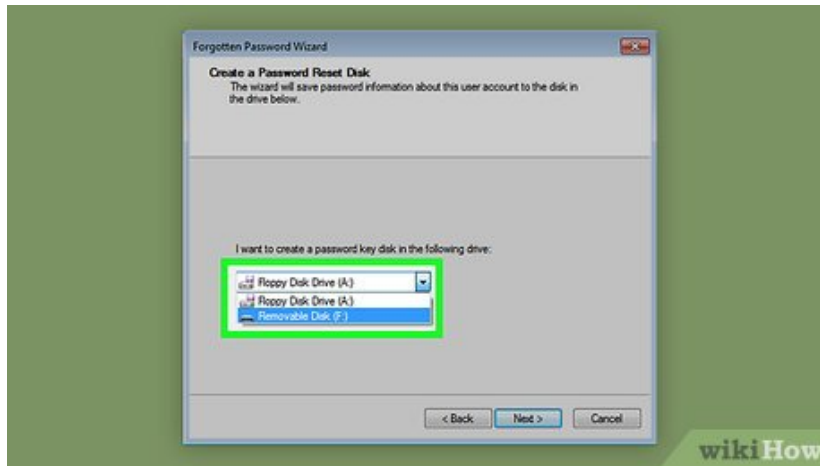 Forgotten Password Wizard
Create a Password Reset Disk
The wizard will save password information about this user account to the disk in
the drive below.
I want to create a password key disk in the following drive:
Floppy Disk Drive (A:)
Floppy Disk Drive (A:)
Removable Disk (F:)
< Back Next > Cancel
wikiHow